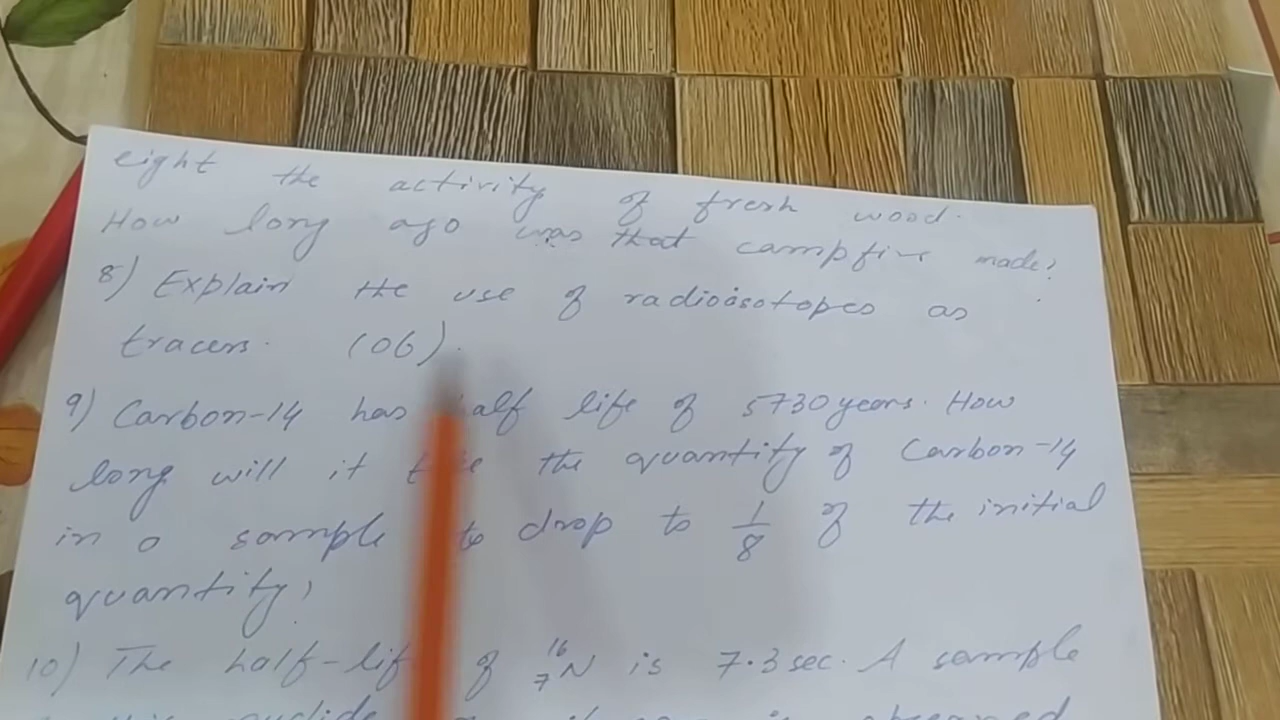 eight the activity of fresh wood.
How long ago was that campfire made?
8) Explain the use of radioisotopes as
tracers. (06).
9) Carbon-14 has half life of 5730 years. How
long will it the quantity of Carbon-14
in a sample to drop to 1/8 of the initial
quantity?
10) The half-life of ¹⁶₇N is 7.3 sec. A sample
observed